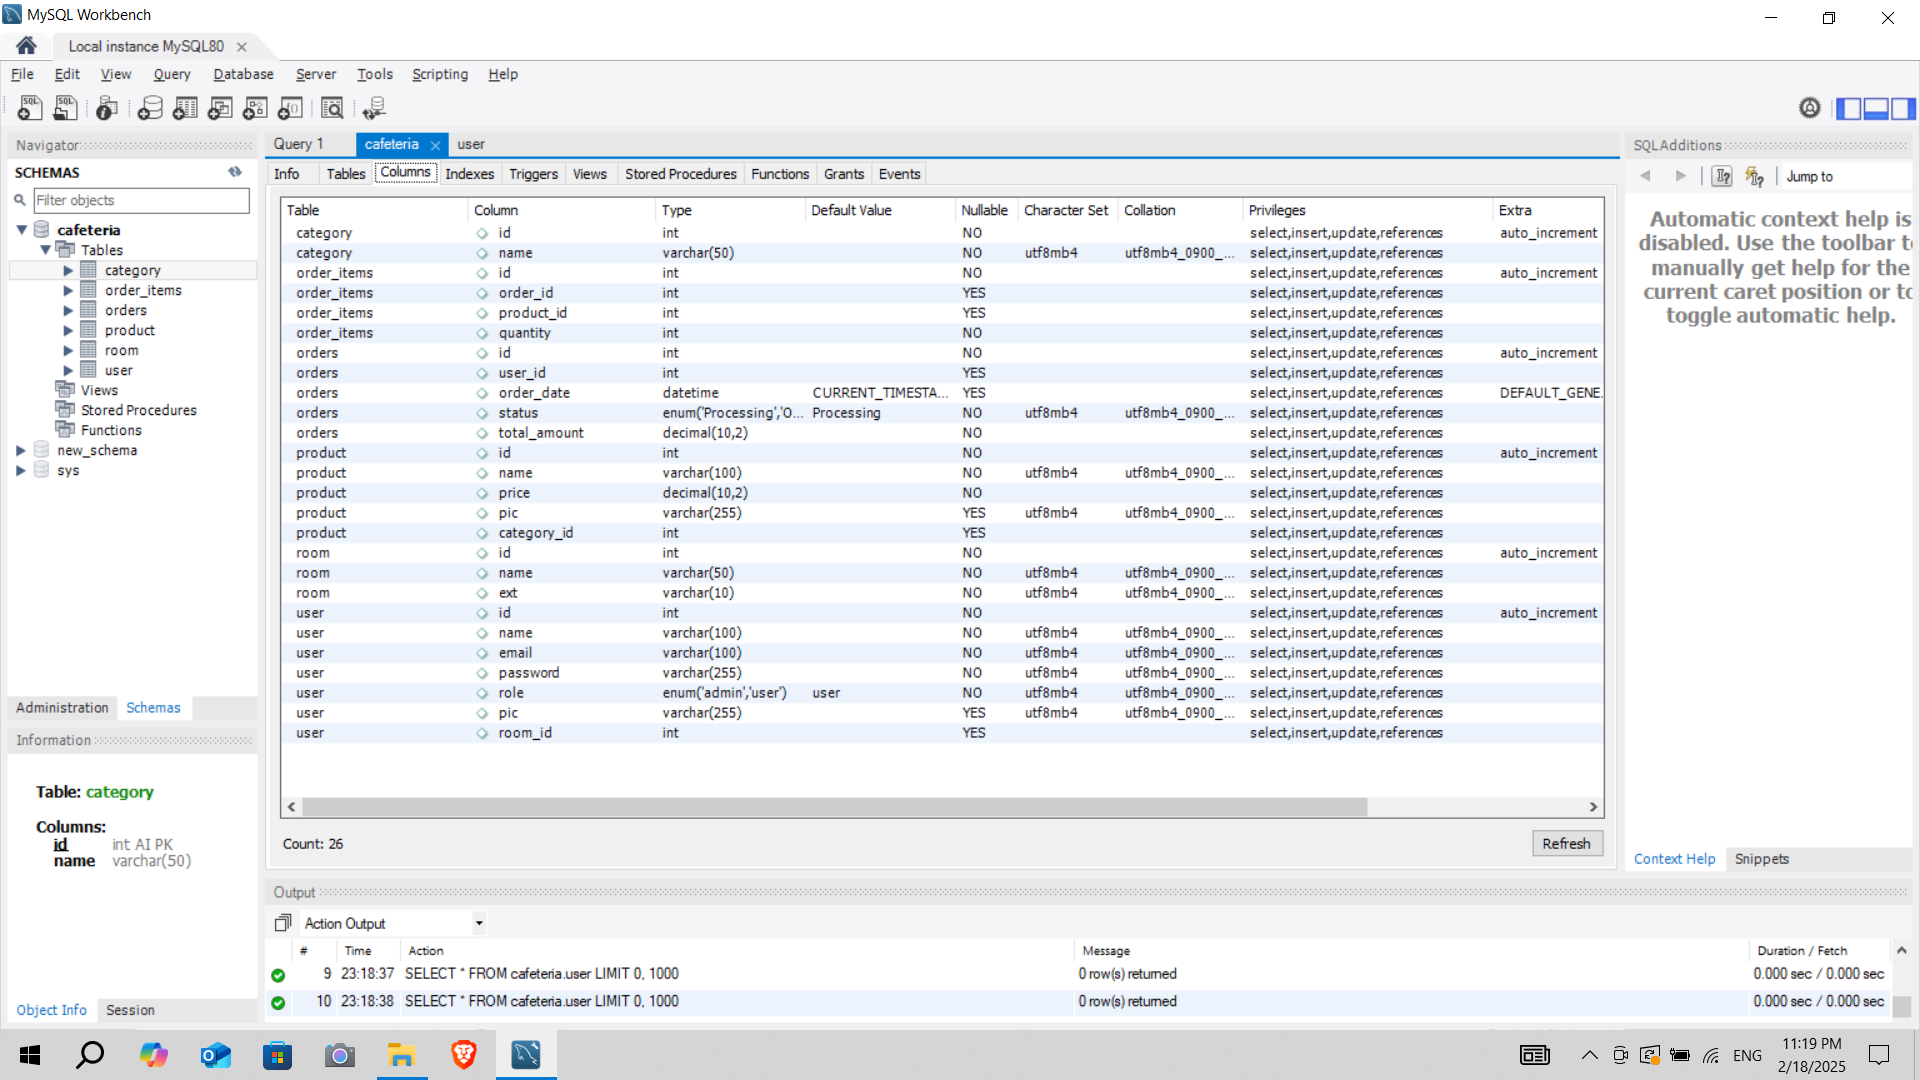 MySQL Workbench
Local instance MySQL80
File Edit View Query Database Server Tools Scripting Help
Navigator
SCHEMAS
Filter objects
cafeteria
Tables
category
order_items
orders
product
room
user
Views
Stored Procedures
Functions
new_schema
sys
Administration Schemas
Information
Table: category
Columns:
id int AI PK
name varchar(50)
Object Info Session
Query 1 cafeteria user
Info Tables Columns Indexes Triggers Views Stored Procedures Functions Grants Events
Table Column Type Default Value Nullable Character Set Collation Privileges Extra
category id int NO select,insert,update,references auto_increment
category name varchar(50) NO utf8mb4 utf8mb4_0900_... select,insert,update,references
order_items id int NO select,insert,update,references auto_increment
order_items order_id int YES select,insert,update,references
order_items product_id int YES select,insert,update,references
order_items quantity int NO select,insert,update,references
orders id int NO select,insert,update,references auto_increment
orders user_id int YES select,insert,update,references
orders order_date datetime CURRENT_TIMESTA... YES select,insert,update,references DEFAULT_GENE.
orders status enum('Processing','O... Processing NO utf8mb4 utf8mb4_0900_... select,insert,update,references
orders total_amount decimal(10,2) NO select,insert,update,references
product id int NO select,insert,update,references auto_increment
product name varchar(100) NO utf8mb4 utf8mb4_0900_... select,insert,update,references
product price decimal(10,2) NO select,insert,update,references
product pic varchar(255) YES utf8mb4 utf8mb4_0900_... select,insert,update,references
product category_id int YES select,insert,update,references
room id int NO select,insert,update,references auto_increment
room name varchar(50) NO utf8mb4 utf8mb4_0900_... select,insert,update,references
room ext varchar(10) NO utf8mb4 utf8mb4_0900_... select,insert,update,references
user id int NO select,insert,update,references auto_increment
user name varchar(100) NO utf8mb4 utf8mb4_0900_... select,insert,update,references
user email varchar(100) NO utf8mb4 utf8mb4_0900_... select,insert,update,references
user password varchar(255) NO utf8mb4 utf8mb4_0900_... select,insert,update,references
user role enum('admin','user') user NO utf8mb4 utf8mb4_0900_... select,insert,update,references
user pic varchar(255) YES utf8mb4 utf8mb4_0900_... select,insert,update,references
user room_id int YES select,insert,update,references
Count: 26 Refresh
SQLAdditions
Jump to
Automatic context help is
disabled. Use the toolbar t
manually get help for the
current caret position or to
toggle automatic help.
Context Help Snippets
Output
Action Output
# Time Action Message Duration / Fetch
9 23:18:37 SELECT * FROM cafeteria.user LIMIT 0, 1000 0 row(s) returned 0.000 sec / 0.000 sec
10 23:18:38 SELECT * FROM cafeteria.user LIMIT 0, 1000 0 row(s) returned 0.000 sec / 0.000 sec
ENG
11:19 PM
2/18/2025